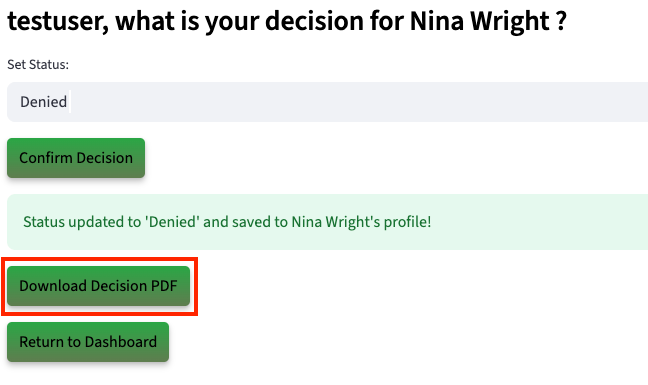 testuser, what is your decision for Nina Wright ?
Set Status:
Denied
Confirm Decision
Status updated to 'Denied' and saved to Nina Wright's profile!
Download Decision PDF
Return to Dashboard